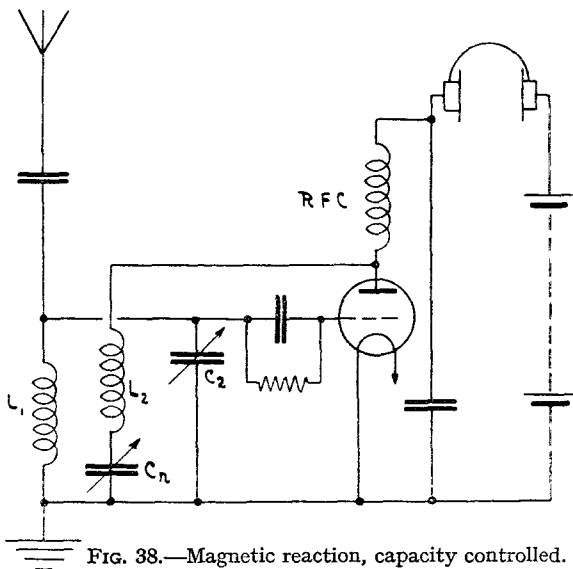 RFC
L₁
L₂
C₂
Cn
FIG. 38.—Magnetic reaction, capacity controlled.